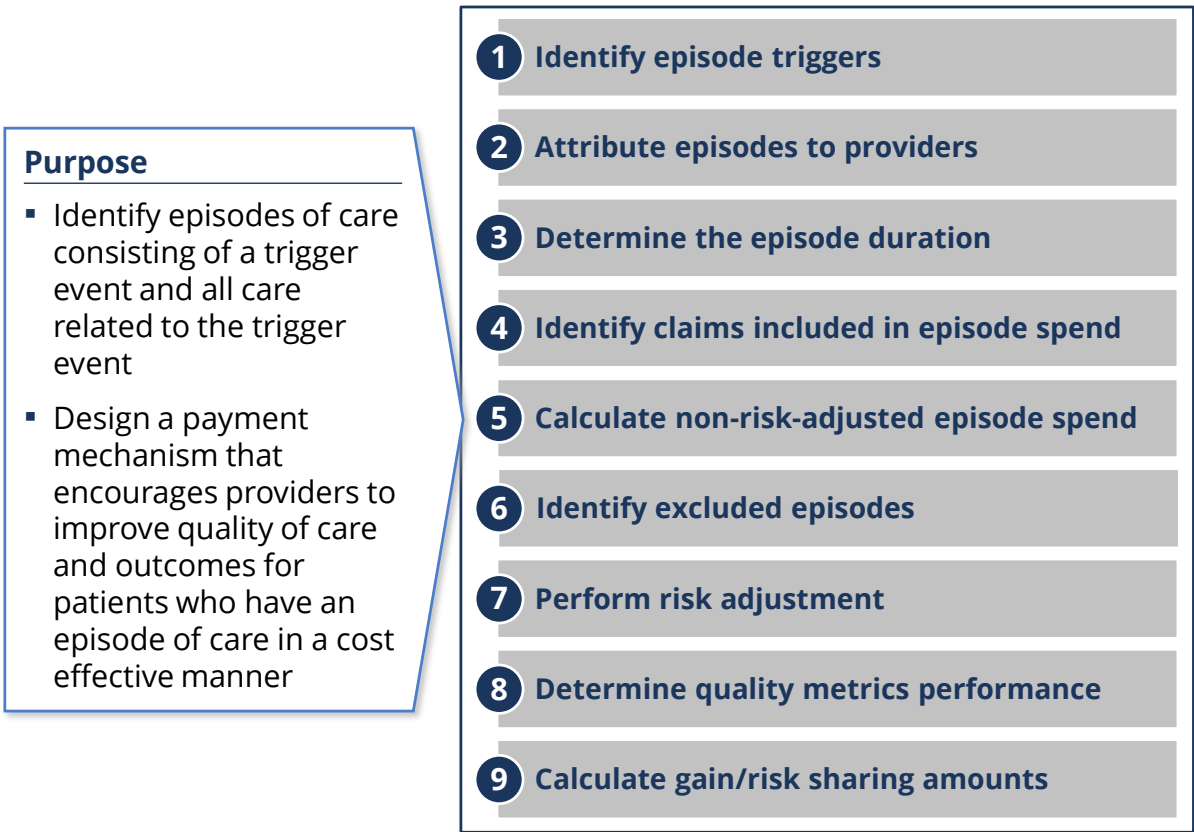 Purpose
▪ Identify episodes of care
consisting of a trigger
event and all care
related to the trigger
event
▪ Design a payment
mechanism that
encourages providers to
improve quality of care
and outcomes for
patients who have an
episode of care in a cost
effective manner
1 Identify episode triggers
2 Attribute episodes to providers
3 Determine the episode duration
4 Identify claims included in episode spend
5 Calculate non-risk-adjusted episode spend
6 Identify excluded episodes
7 Perform risk adjustment
8 Determine quality metrics performance
9 Calculate gain/risk sharing amounts